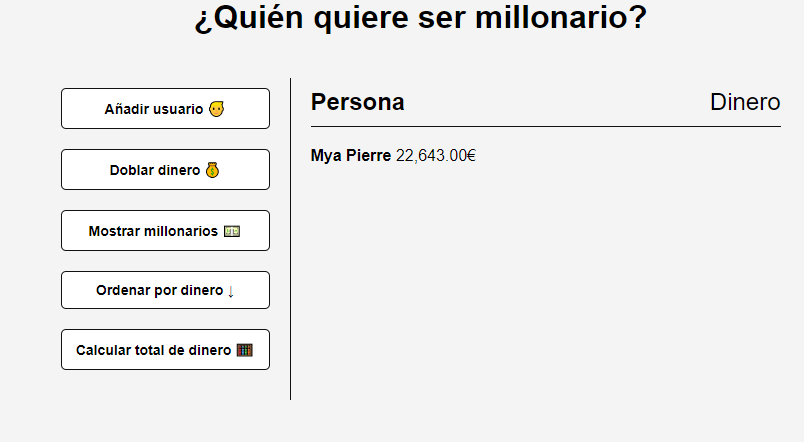 ¿Quién quiere ser millonario?
Añadir usuario
Doblar dinero
Mostrar millonarios
Ordenar por dinero ↓
Calcular total de dinero
Persona Dinero
Mya Pierre 22,643.00€